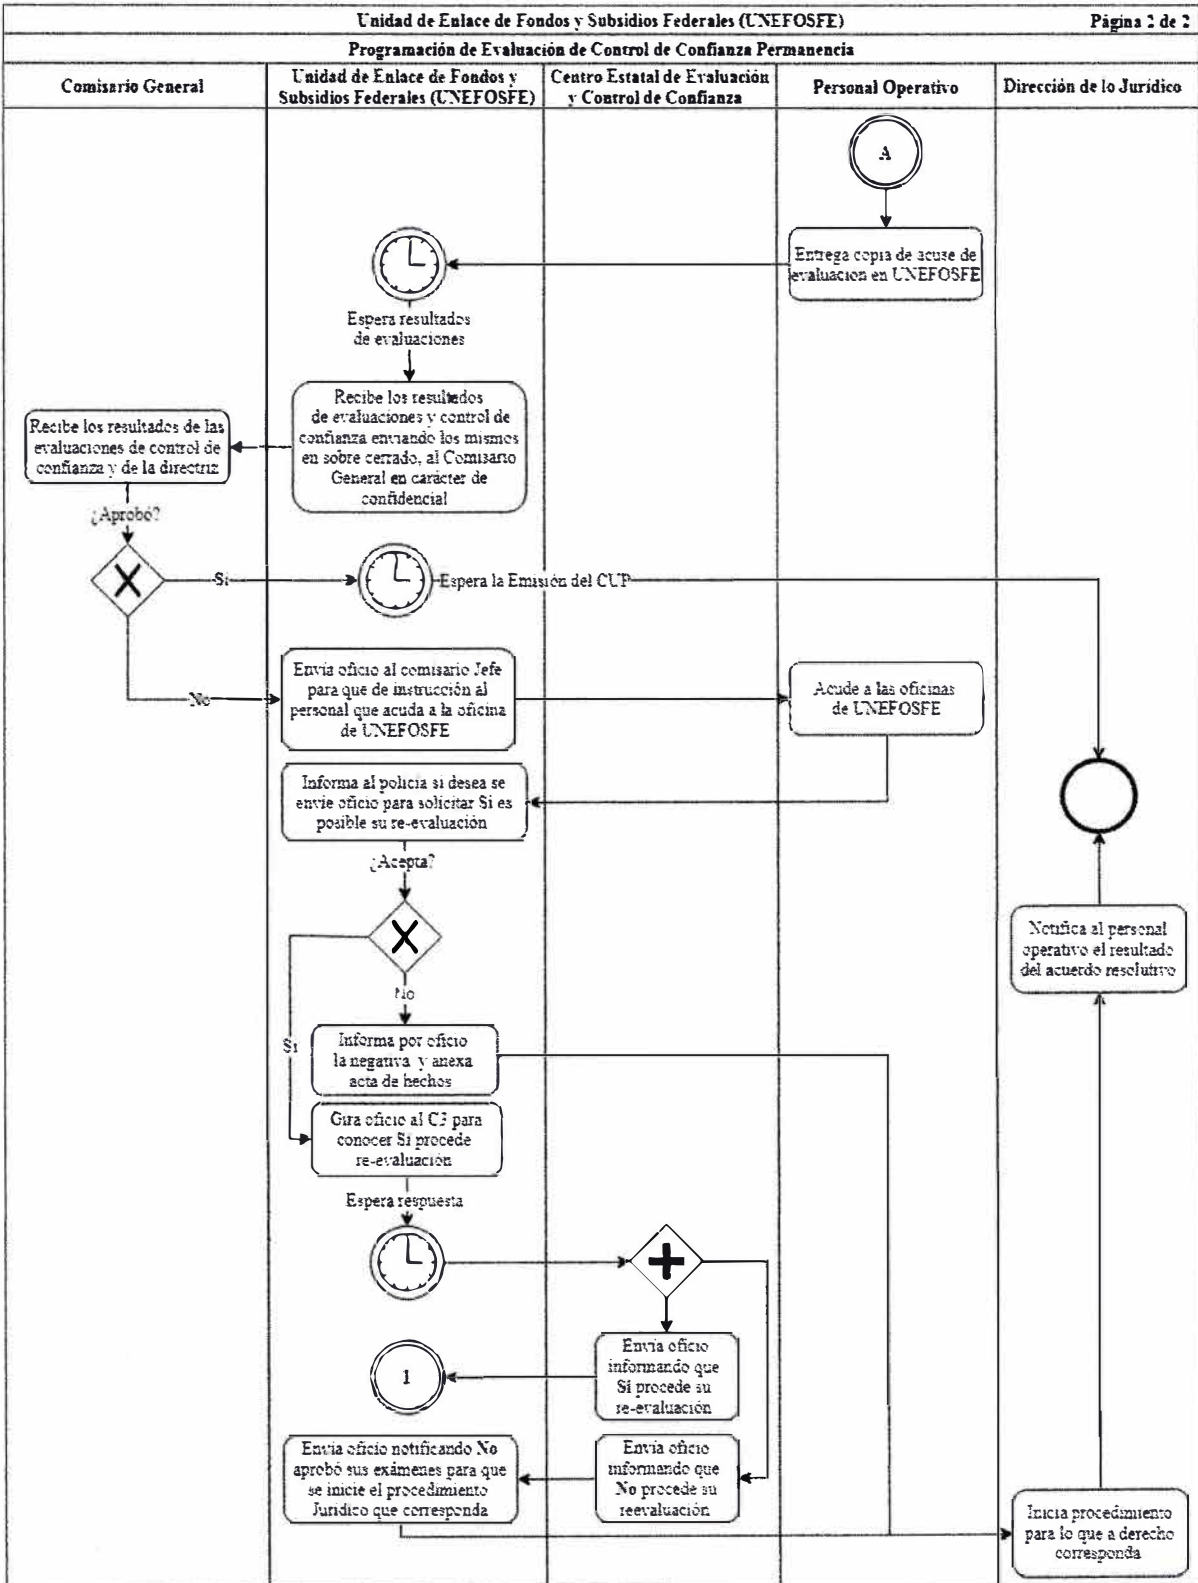 Unidad de Enlace de Fondos y Subsidios Federales (UNEFOSFE)
Página 2 de 2
Programación de Evaluación de Control de Confianza Permanencia
Comisario General
Unidad de Enlace de Fondos y
Subsidios Federales (UNEFOSFE)
Centro Estatal de Evaluación
y Control de Confianza
Personal Operativo
Dirección de lo Jurídico
A
Entrega copia de acuse de
evaluacion en UNEFOSFE
Espera resultados
de evaluaciones
Recibe los resultados
de evaluaciones y control de
confianza enviando los mismos
en sobre cerrado, al Comisario
General en carácter de
confidencial
Recibe los resultados de las
evaluaciones de control de
confianza y de la directriz
¿Aprobó?
Si
Espera la Emisión del CUP
No
Envía oficio al comisario Jefe
para que de instrucción al
personal que acuda a la oficina
de UNEFOSFE
Acude a las oficinas
de UNEFOSFE
Informa al policía si desea se
envie oficio para solicitar Si es
posible su re-evaluación
¿Acepta?
No
Si
Informa por oficio
la negativa y anexa
acta de hechos
Gira oficio al C3 para
conocer Si procede
re-evaluación
Espera respuesta
Envia oficio
informando que
Sí procede su
re-evaluación
1
Envia oficio
informando que
No procede su
reevaluación
Envia oficio notificando No
aprobó sus exámenes para que
se inicie el procedimiento
Jurídico que corresponda
Notifica al personal
operativo el resultado
del acuerdo resolutivo
Inicia procedimiento
para lo que a derecho
corresponda